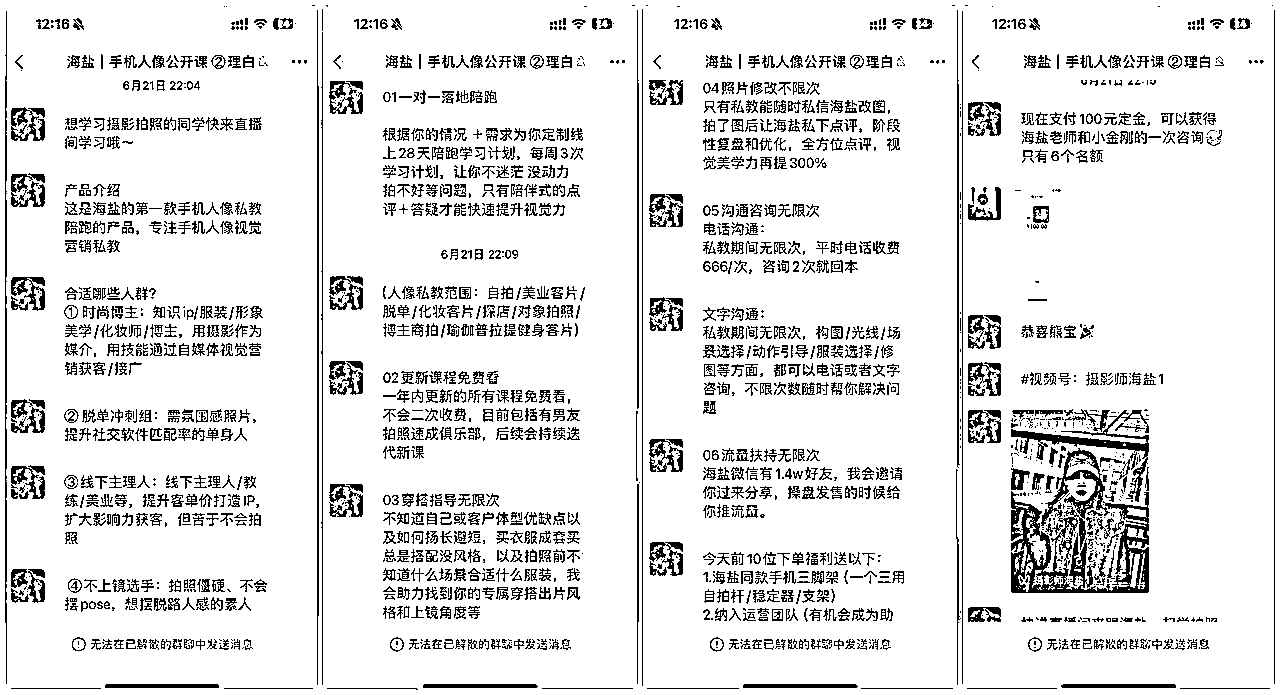 12:16
海盐 | 手机人像公开课 ②理白
6月21日 22:04
想学习摄影拍照的同学快来直播
间学习哦～
产品介绍
这是海盐的第一款手机人像私教
陪跑的产品，专注手机人像视觉
营销私教
合适哪些人群？
① 时尚博主：知识ip/服装/形象
美学/化妆师/博主，用摄影作为
媒介，用技能通过自媒体视觉营
销获客/接广
② 脱单冲刺组：需氛围感照片，
提升社交软件匹配率的单身人
③线下主理人：线下主理人/教
练/美业等，提升客单价打造IP，
扩大影响力获客，但苦于不会拍
照
④不上镜选手：拍照僵硬、不会
摆pose，想摆脱路人感的素人
无法在已解散的群聊中发送消息
12:16
海盐 | 手机人像公开课 ②理白
01一对一落地陪跑
根据你的情况 ＋需求为你定制线
上28天陪跑学习计划，每周3次
学习计划，让你不迷茫 没动力
拍不好等问题，只有陪伴式的点
评＋答疑才能快速提升视觉力
6月21日 22:09
（人像私教范围：自拍/美业客片/
脱单/化妆客片/探店/对象拍照/
博主商拍/瑜伽普拉提健身客片）
02更新课程免费看
一年内更新的所有课程免费看，
不会二次收费，目前包括有男友
拍照速成俱乐部，后续会持续迭
代新课
03穿搭指导无限次
不知道自己或客户体型优缺点以
及如何扬长避短，买衣服成套买
总是搭配没风格，以及拍照前不
知道什么场景合适什么服装，我
会助力找到你的专属穿搭出片风
格和上镜角度等
无法在已解散的群聊中发送消息
12:16
海盐 | 手机人像公开课 ②理白
04照片修改不限次
只有私教能随时私信海盐改图，
拍了图后让海盐私下点评，阶段
性复盘和优化，全方位点评，视
觉美学力再提300%
05沟通咨询无限次
电话沟通：
私教期间无限次，平时电话收费
666/次，咨询2次就回本
文字沟通：
私教期间无限次，构图/光线/场
景选择/动作引导/服装选择/修
图等方面，都可以电话或者文字
咨询，不限次数随时帮你解决问
题
06流量扶持无限次
海盐微信有1.4w好友，我会邀请
你过来分享，操盘发售的时候给
你推流量。
今天前10位下单福利送以下：
1.海盐同款手机三脚架（一个三用
自拍杆/稳定器/支架）
2.纳入运营团队（有机会成为助
无法在已解散的群聊中发送消息
12:16
海盐 | 手机人像公开课 ②理白
现在支付100元定金，可以获得
海盐老师和小金刚的一次咨询
只有6个名额
恭喜熊宝
#视频号：摄影师海盐1
摄影师海盐1
无法在已解散的群聊中发送消息